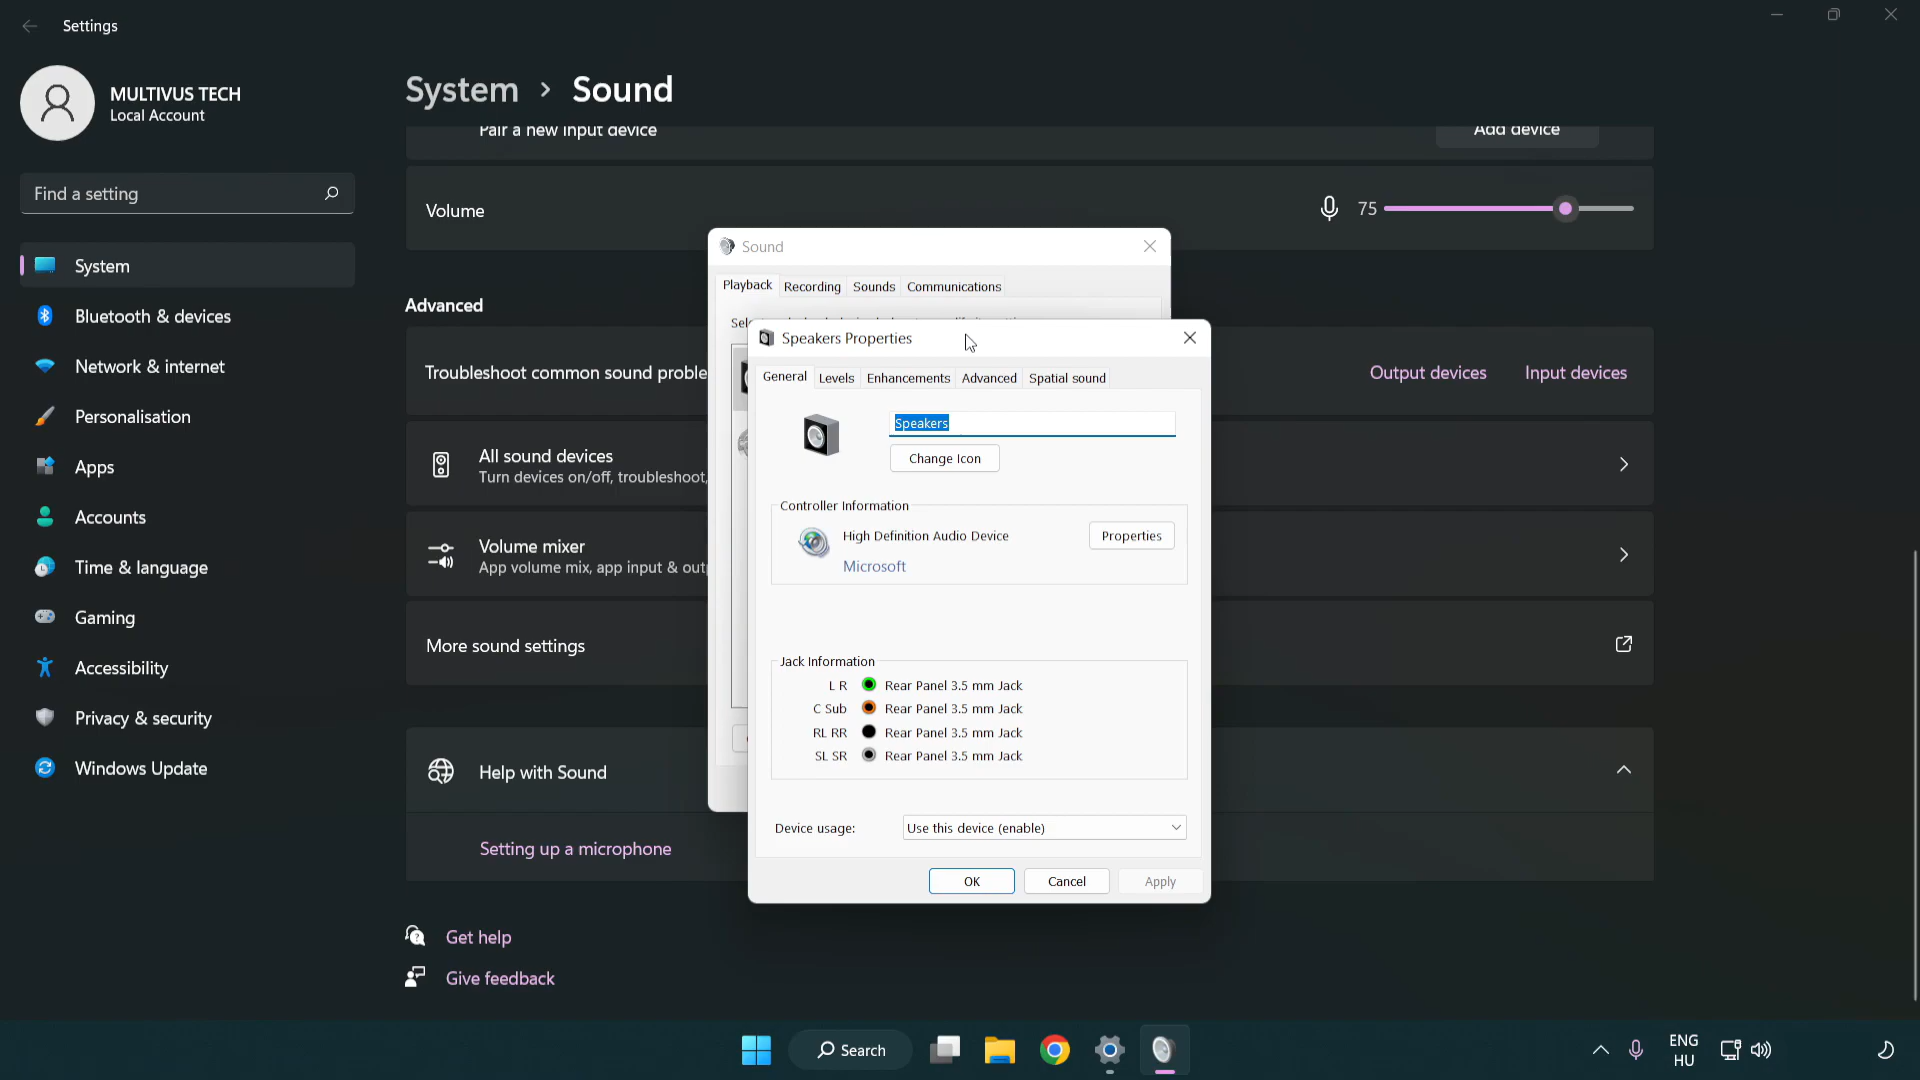 Settings
MULTIVUS TECH
Local Account
Find a setting
System
Bluetooth & devices
Network & internet
Personalisation
Apps
Accounts
Time & language
Gaming
Accessibility
Privacy & security
Windows Update
System › Sound
Pair a new input device
Add device
Volume
75
Advanced
Troubleshoot common sound proble
Output devices
Input devices
All sound devices
Turn devices on/off, troubleshoot,
Volume mixer
App volume mix, app input & out
More sound settings
Help with Sound
Setting up a microphone
Get help
Give feedback
Sound
Playback
Recording
Sounds
Communications
Speakers Properties
General
Levels
Enhancements
Advanced
Spatial sound
Speakers
Change Icon
Controller Information
High Definition Audio Device
Properties
Microsoft
Jack Information
L R Rear Panel 3.5 mm Jack
C Sub Rear Panel 3.5 mm Jack
RL RR Rear Panel 3.5 mm Jack
SL SR Rear Panel 3.5 mm Jack
Device usage:
Use this device (enable)
OK
Cancel
Apply
Search
ENG
HU